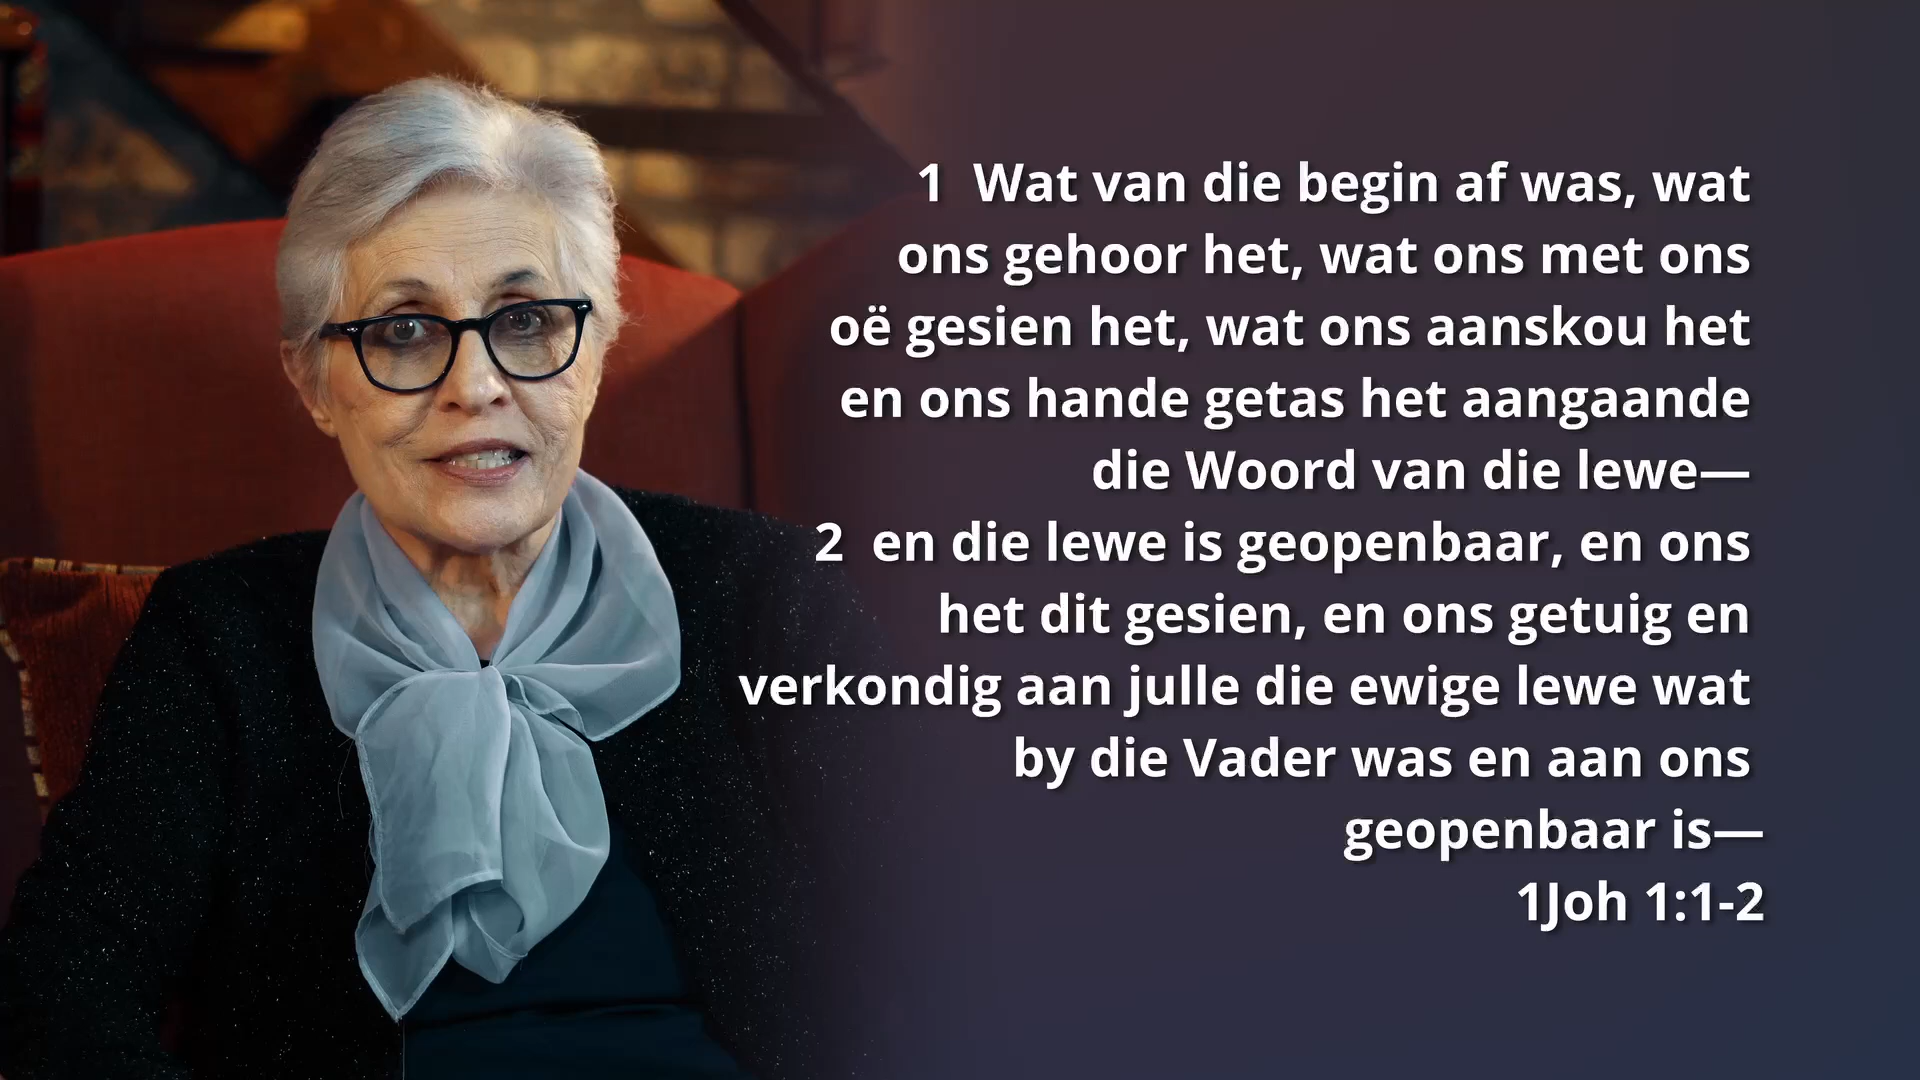 1  Wat van die begin af was, wat
ons gehoor het, wat ons met ons
oë gesien het, wat ons aanskou het
en ons hande getas het aangaande
die Woord van die lewe—
2  en die lewe is geopenbaar, en ons
het dit gesien, en ons getuig en
verkondig aan julle die ewige lewe wat
by die Vader was en aan ons
geopenbaar is—
1Joh 1:1-2